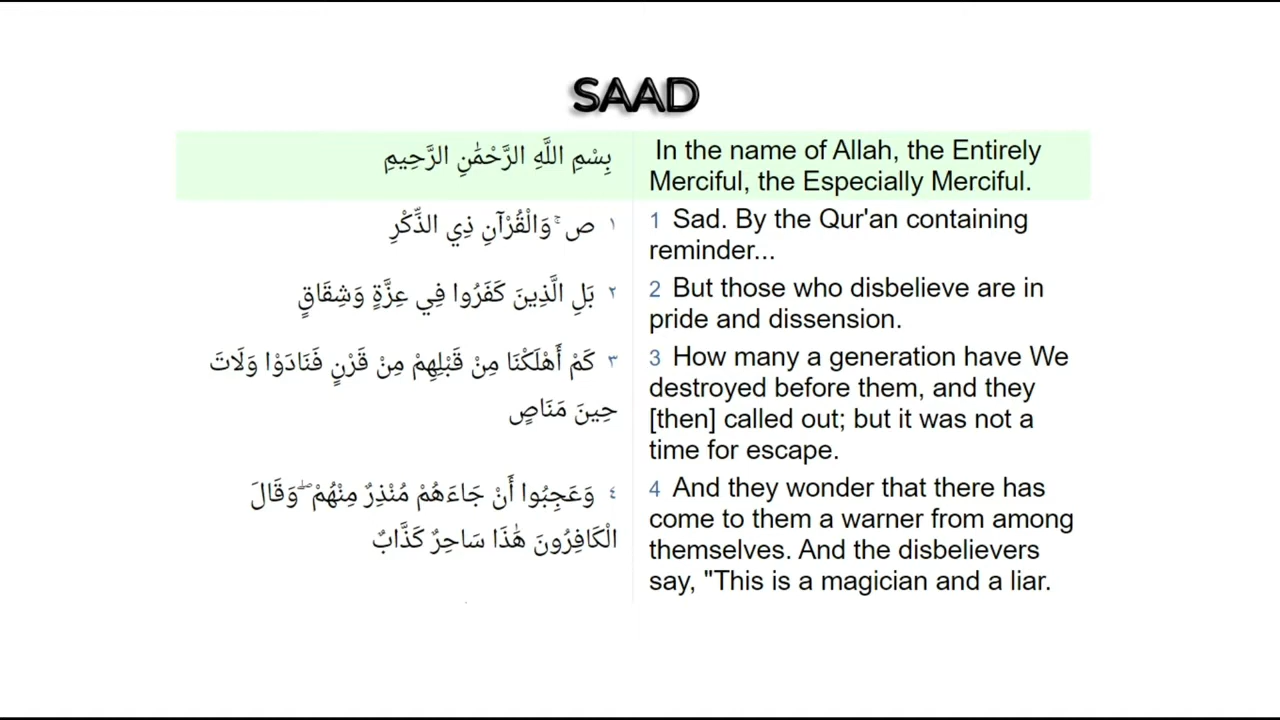 SAAD
بِسْمِ اللَّهِ الرَّحْمَٰنِ الرَّحِيمِ
In the name of Allah, the Entirely
Merciful, the Especially Merciful.
١ ص ۚ وَالْقُرْآنِ ذِي الذِّكْرِ
1 Sad. By the Qur'an containing
reminder...
٢ بَلِ الَّذِينَ كَفَرُوا فِي عِزَّةٍ وَشِقَاقٍ
2 But those who disbelieve are in
pride and dissension.
٣ كَمْ أَهْلَكْنَا مِنْ قَبْلِهِمْ مِنْ قَرْنٍ فَنَادَوْا وَلَاتَ
حِينَ مَنَاصٍ
3 How many a generation have We
destroyed before them, and they
[then] called out; but it was not a
time for escape.
٤ وَعَجِبُوا أَنْ جَاءَهُمْ مُنْذِرٌ مِنْهُمْ ۖ وَقَالَ
الْكَافِرُونَ هَٰذَا سَاحِرٌ كَذَّابٌ
4 And they wonder that there has
come to them a warner from among
themselves. And the disbelievers
say, "This is a magician and a liar.